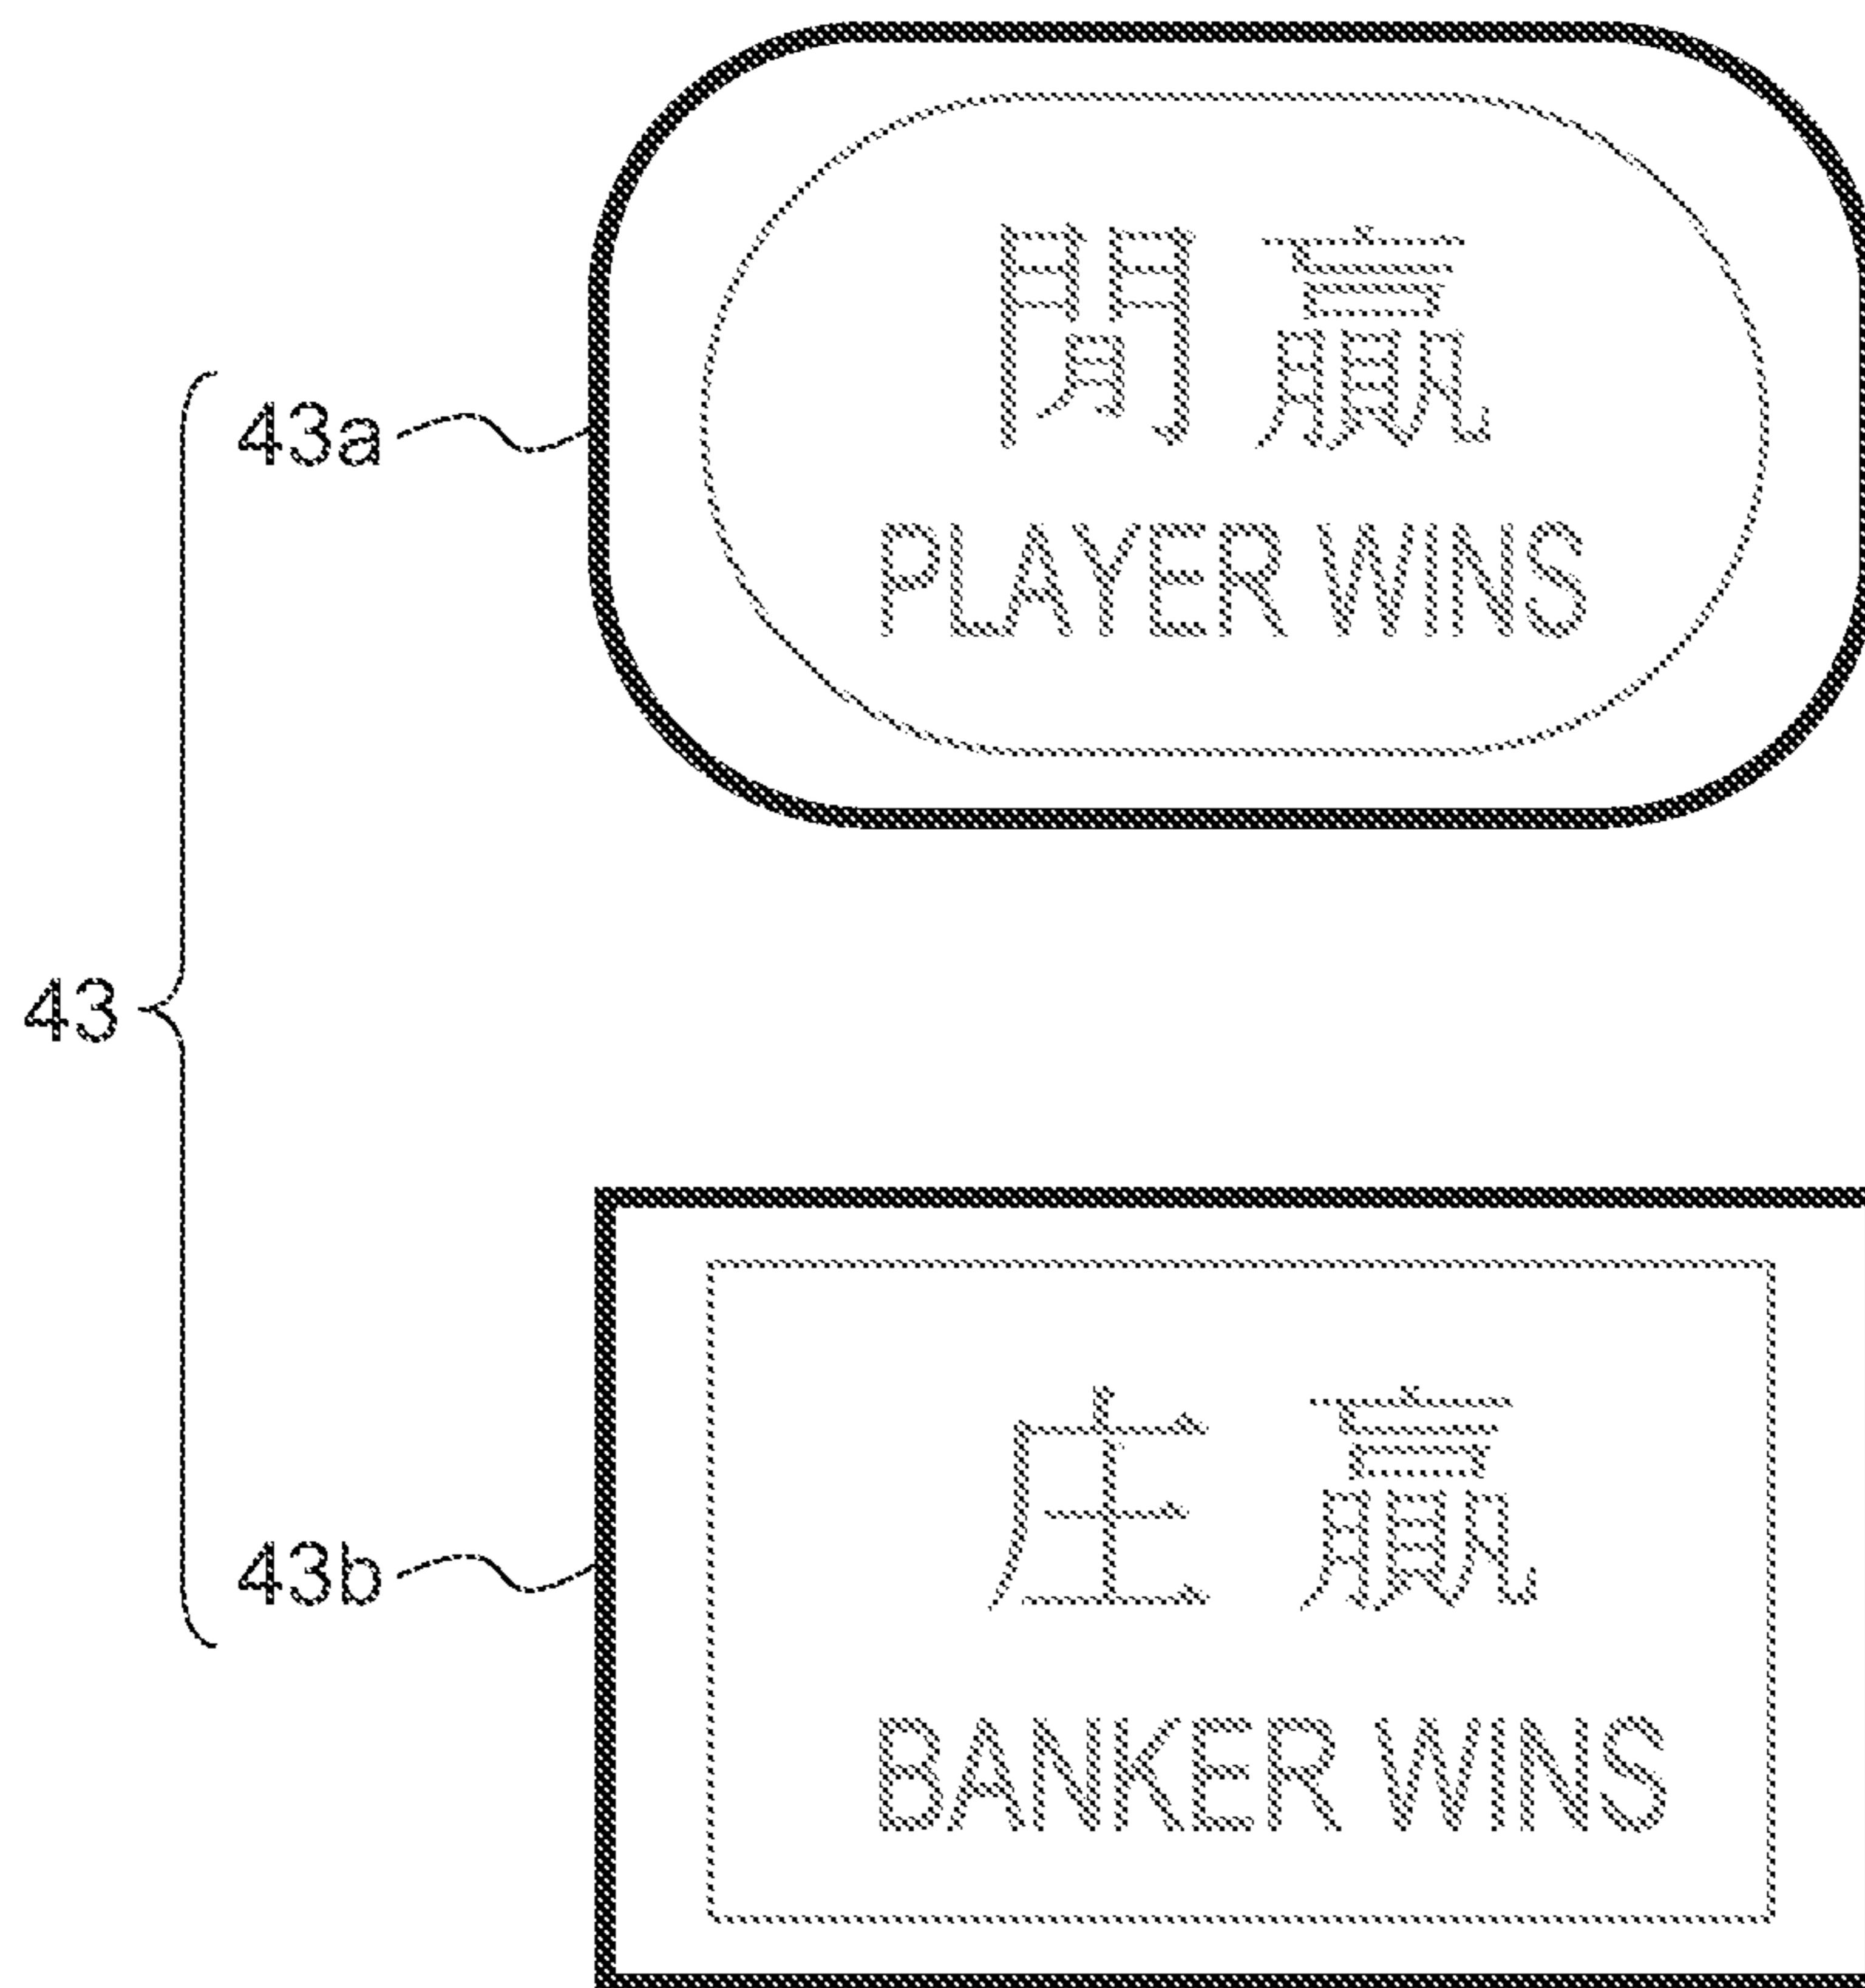 閒 贏
43a
PLAYER WINS
43
庄 贏
43b
BANKER WINS